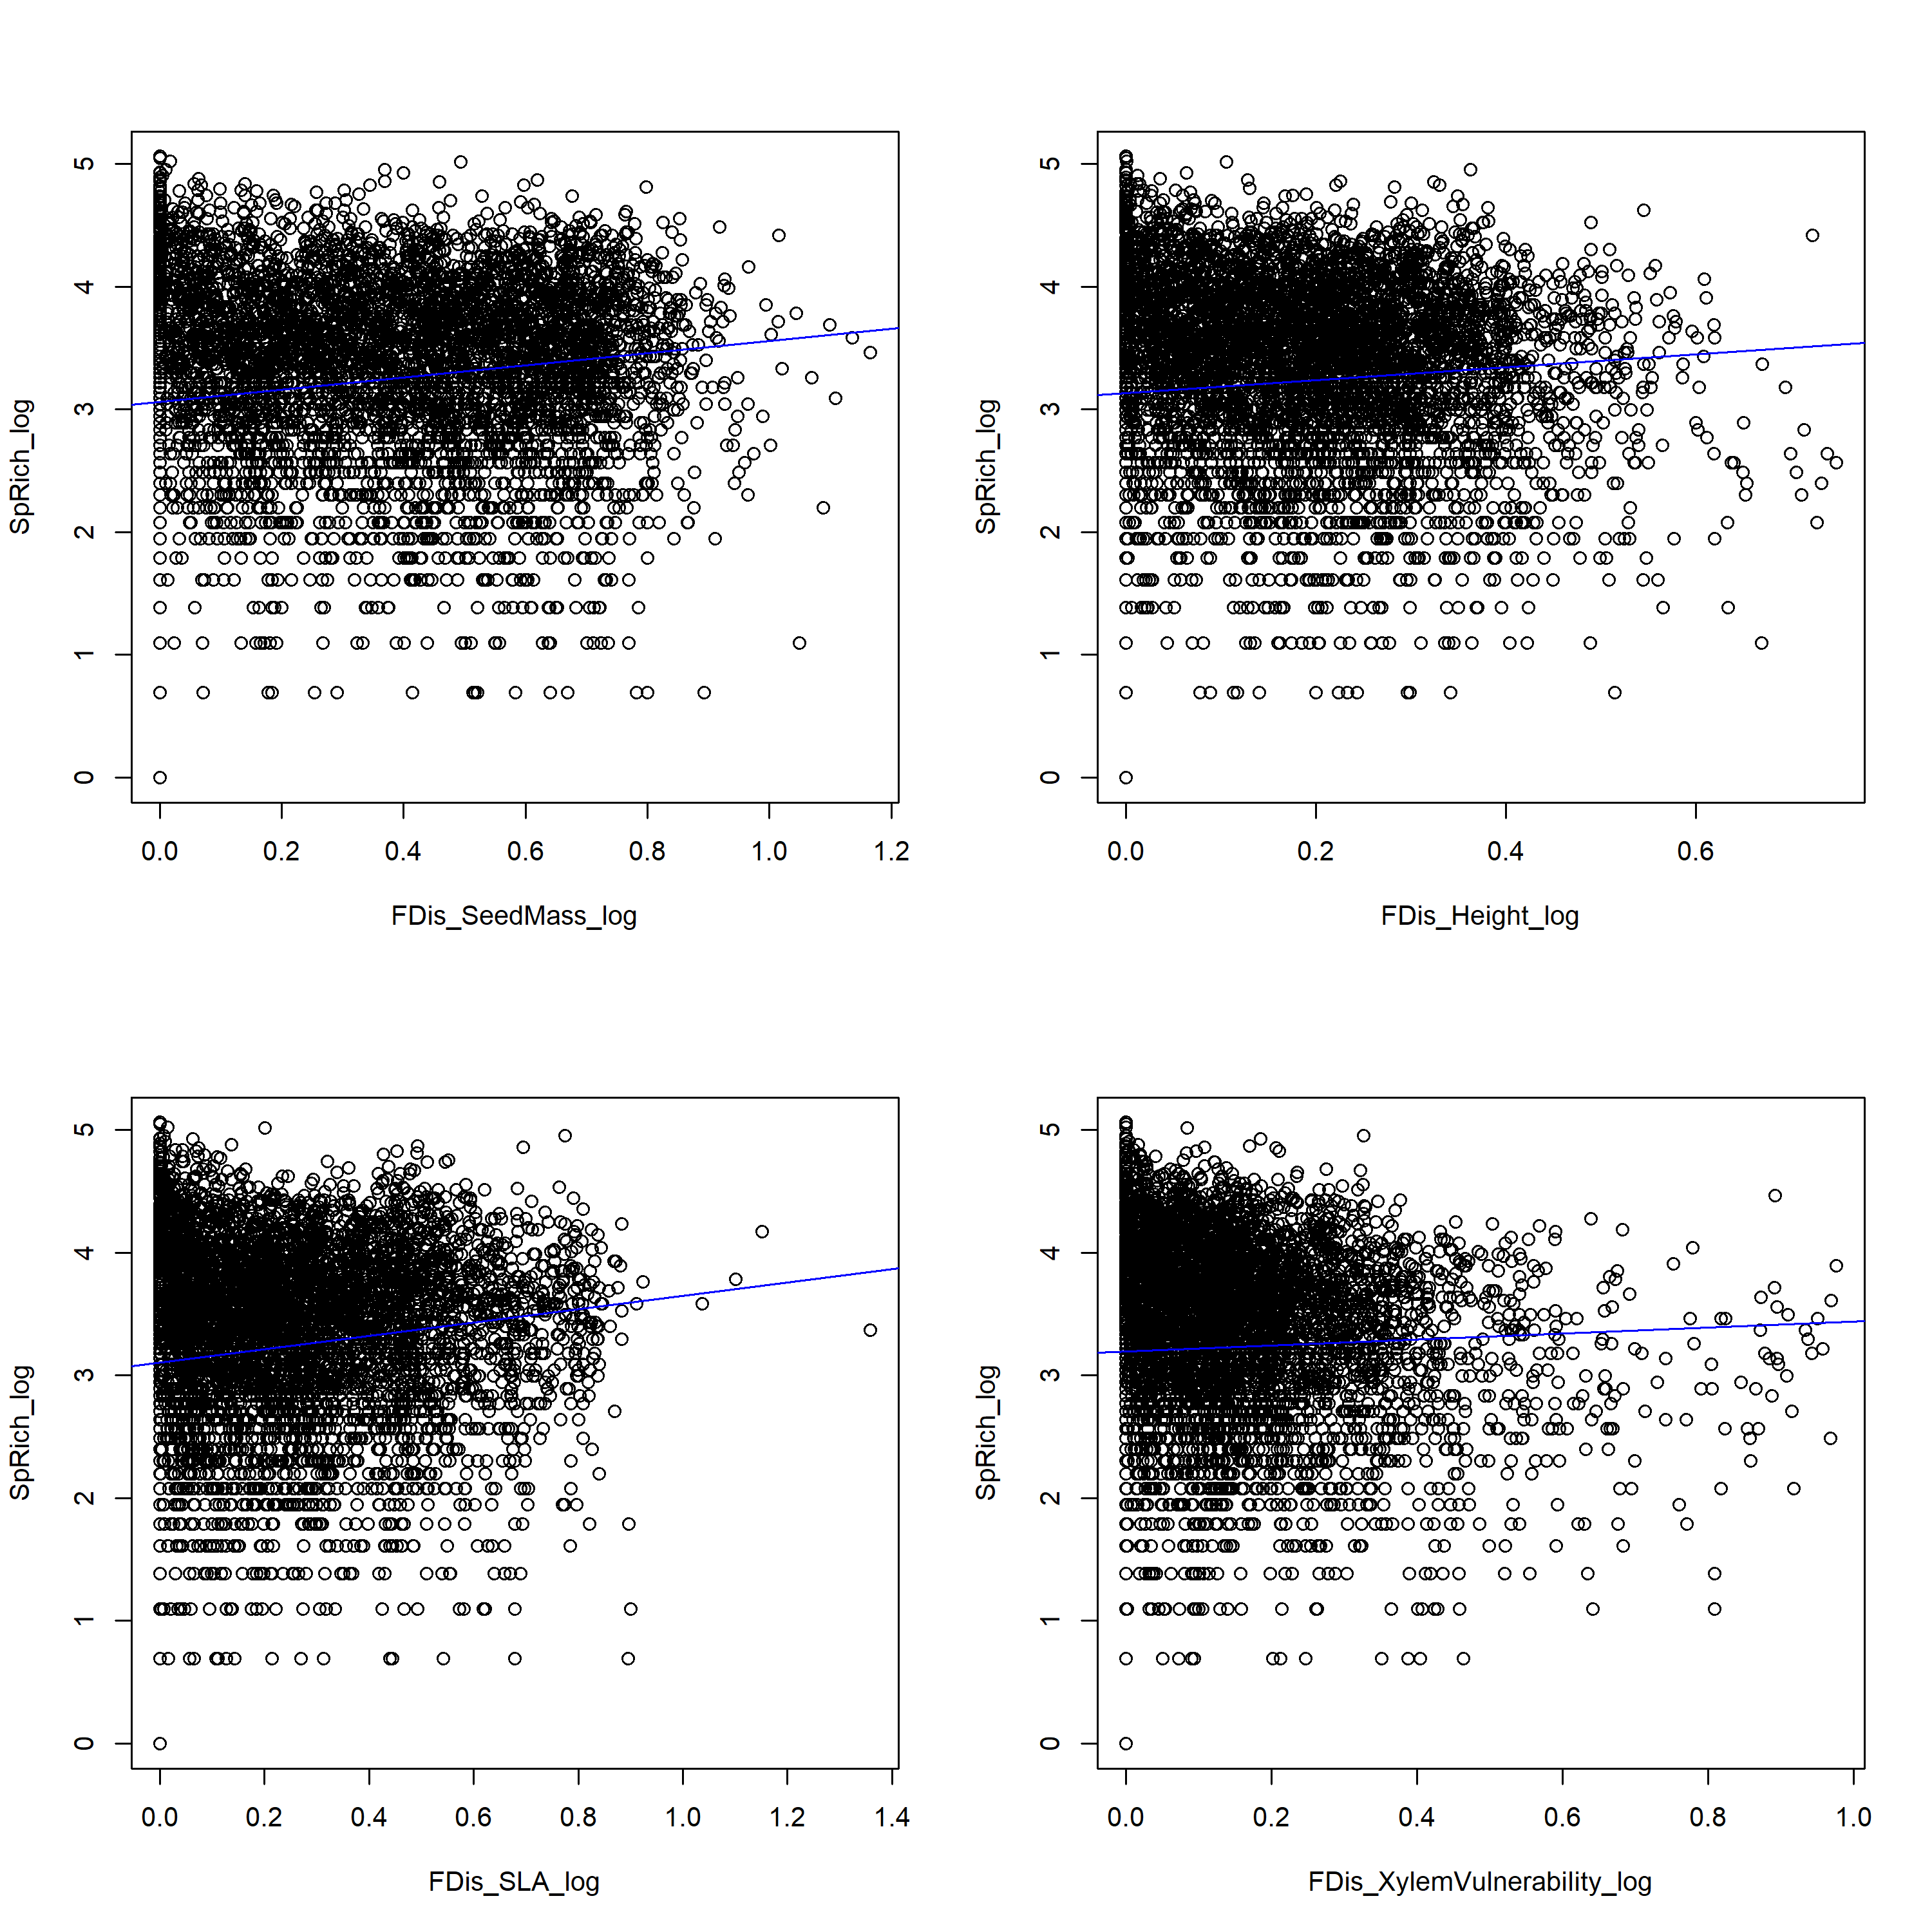 SpRich_log
5
4
3
2
1
0
0.0 0.2 0.4 0.6 0.8 1.0 1.2
FDis_SeedMass_log
SpRich_log
5
4
3
2
1
0
0.0 0.2 0.4 0.6
FDis_Height_log
SpRich_log
5
4
3
2
1
0
0.0 0.2 0.4 0.6 0.8 1.0 1.2 1.4
FDis_SLA_log
SpRich_log
5
4
3
2
1
0
0.0 0.2 0.4 0.6 0.8 1.0
FDis_XylemVulnerability_log